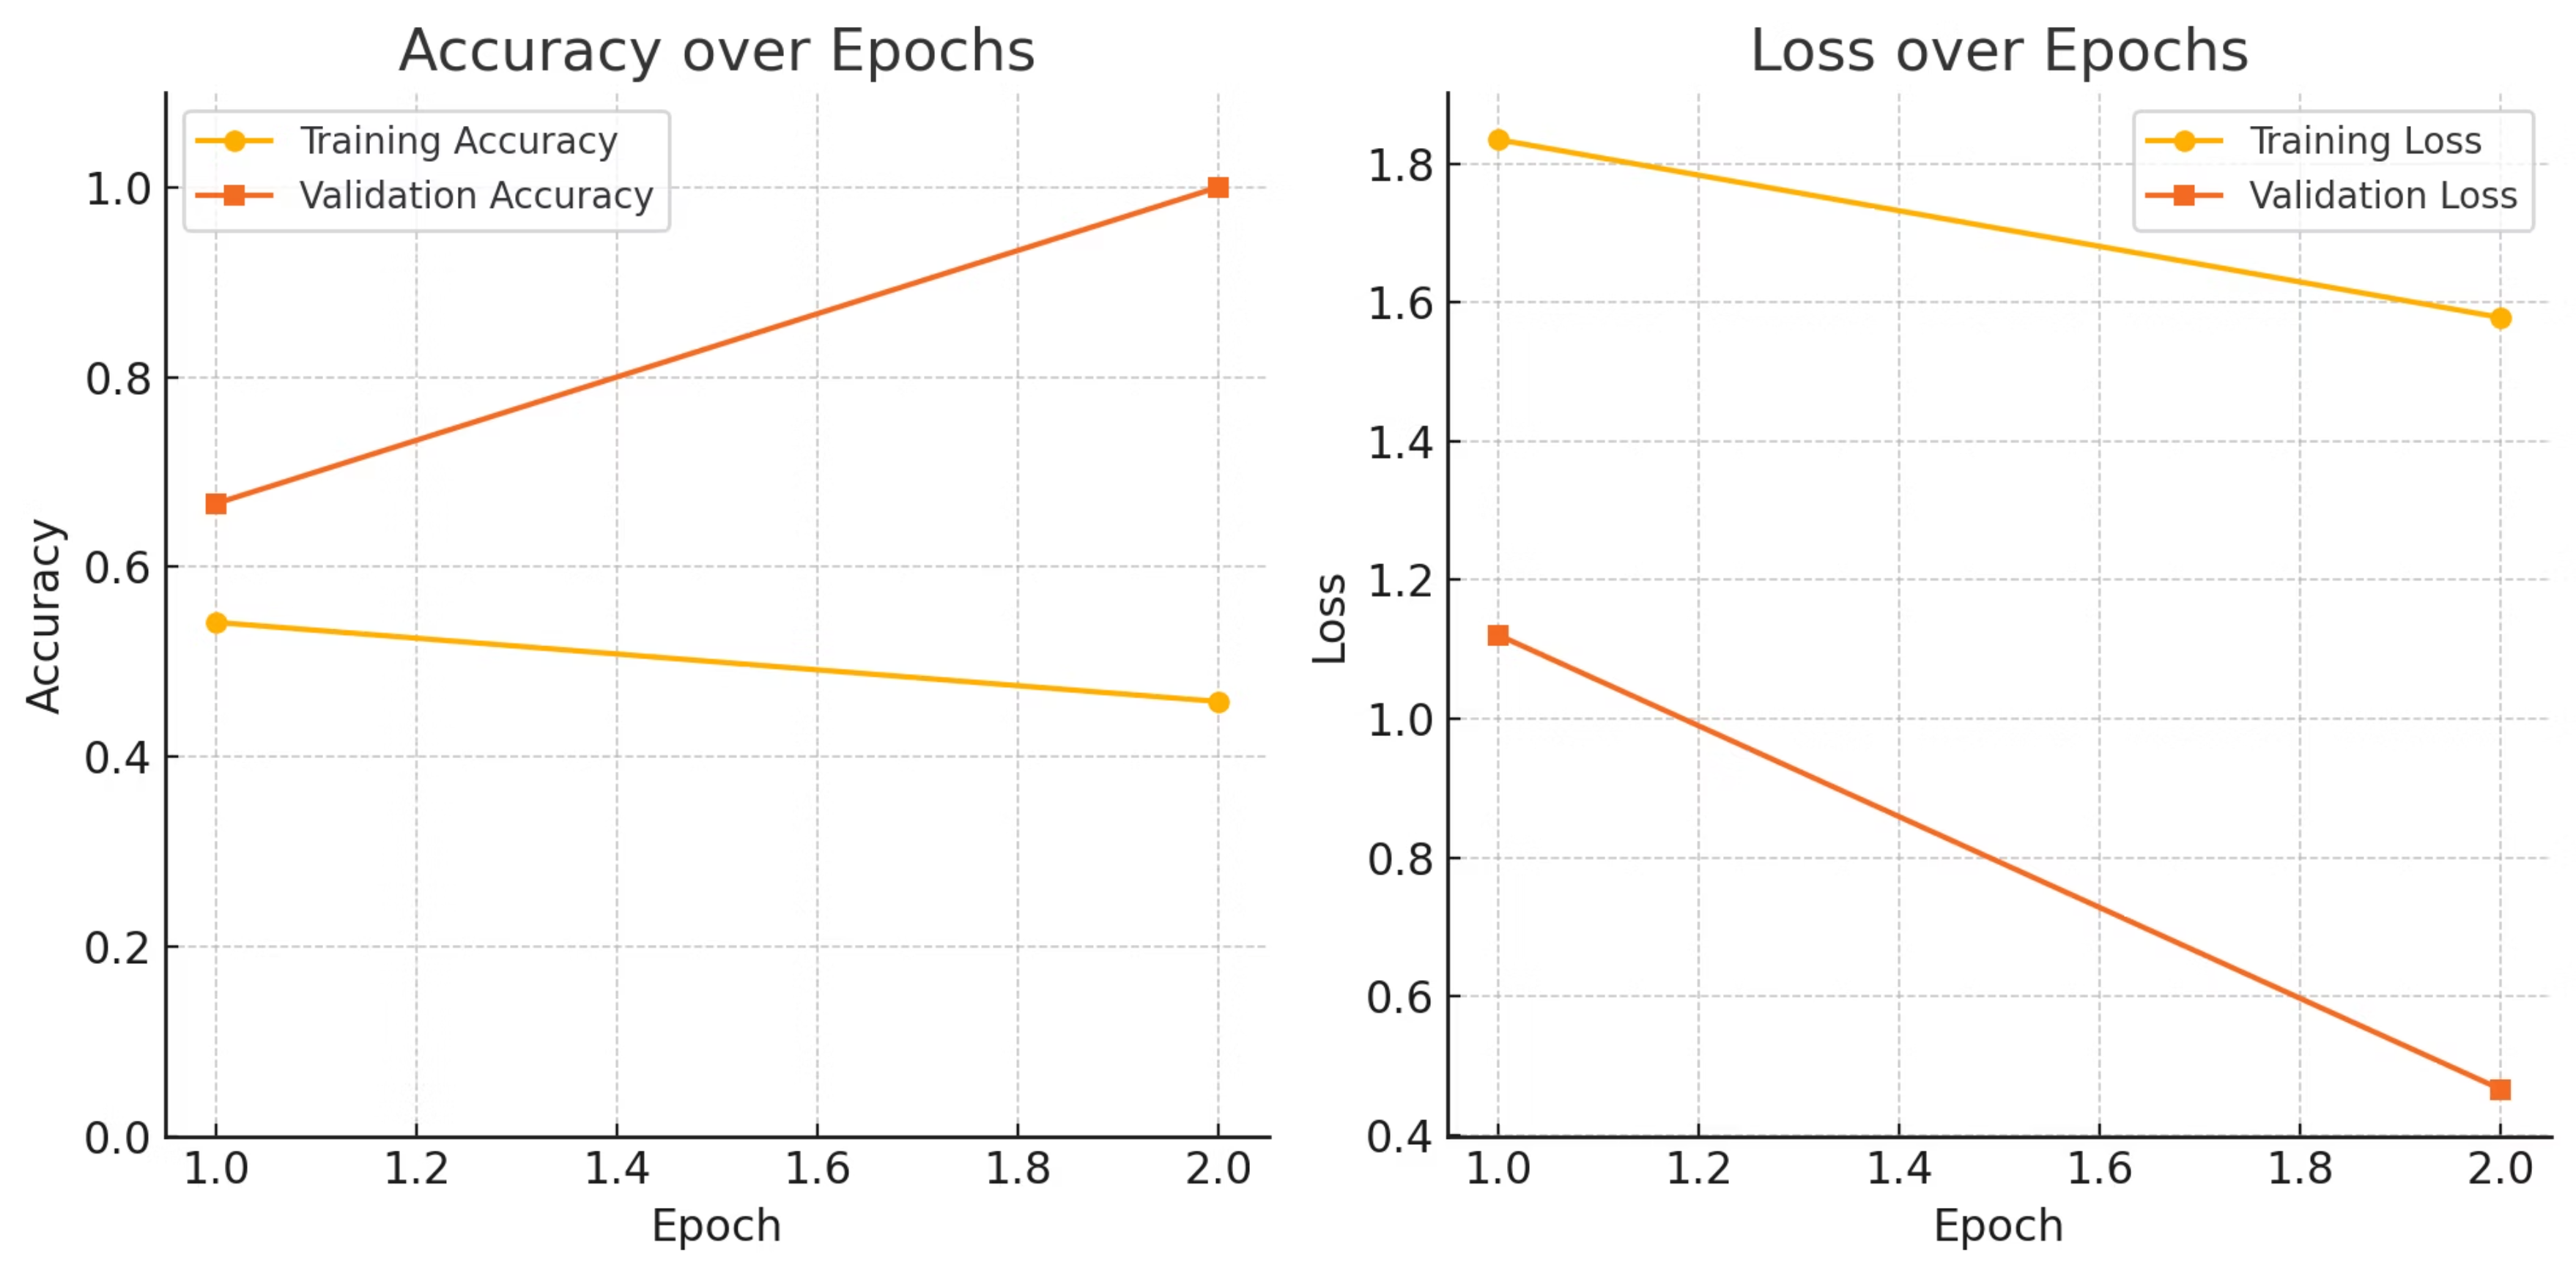 Accuracy over Epochs
Training Accuracy
Validation Accuracy
1.0
0.8
0.6
0.4
0.2
0.0
Accuracy
1.0 1.2 1.4 1.6 1.8 2.0
Epoch
Loss over Epochs
Training Loss
Validation Loss
1.8
1.6
1.4
1.2
1.0
0.8
0.6
0.4
Loss
1.0 1.2 1.4 1.6 1.8 2.0
Epoch